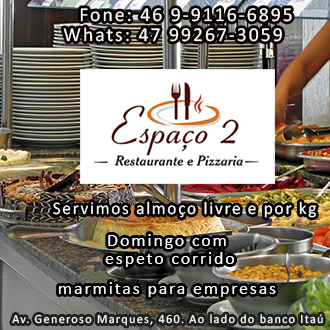 Fone: 46 9-9116-6895
Whats: 47 99267-3059
Espaço 2
Restaurante e Pizzaria
Servimos almoço livre e por kg
Domingo com
espeto corrido
marmitas para empresas
Av. Generoso Marques, 460. Ao lado do banco Itaú